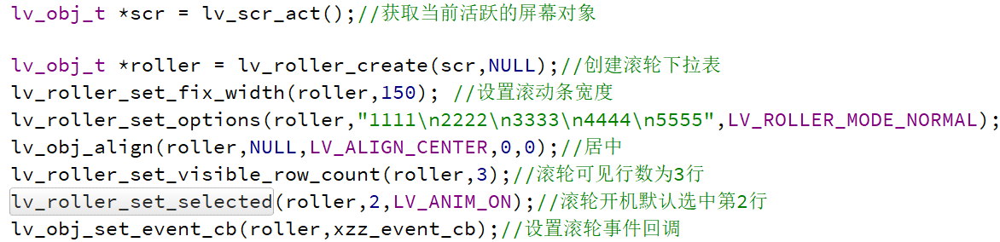 lv_obj_t *scr = lv_scr_act();//获取当前活跃的屏幕对象
lv_obj_t *roller = lv_roller_create(scr,NULL);//创建滚轮下拉表
lv_roller_set_fix_width(roller,150); //设置滚动条宽度
lv_roller_set_options(roller,"1111\n2222\n3333\n4444\n5555",LV_ROLLER_MODE_NORMAL);
lv_obj_align(roller,NULL,LV_ALIGN_CENTER,0,0);//居中
lv_roller_set_visible_row_count(roller,3);//滚轮可见行数为3行
lv_roller_set_selected(roller,2,LV_ANIM_ON);//滚轮开机默认选中第2行
lv_obj_set_event_cb(roller,xzz_event_cb);//设置滚轮事件回调